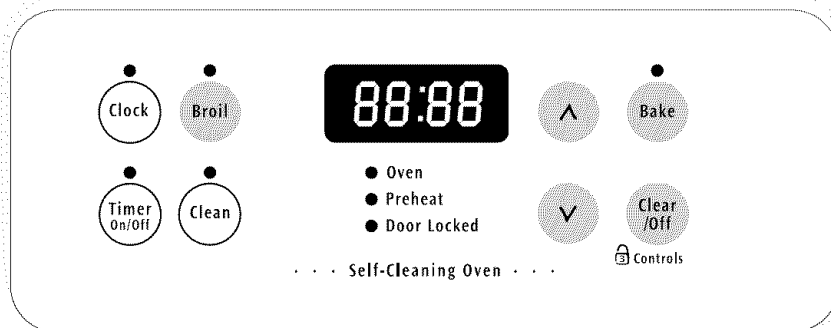 Clock
Broil
88:88
Bake
Oven
Preheat
Door Locked
Timer
On/Off
Clean
Clear
/Off
3 Controls
· · · Self-Cleaning Oven · · ·